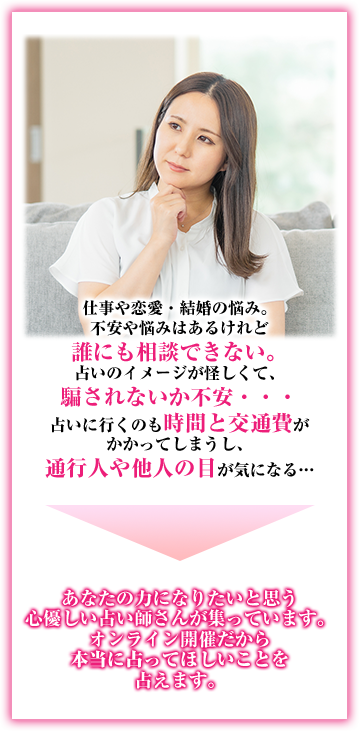 仕事や恋愛・結婚の悩み。
不安や悩みはあるけれど
誰にも相談できない。
占いのイメージが怪しくて、
騙されないか不安・・・
占いに行くのも時間と交通費が
かかってしまうし、
通行人や他人の目が気になる…
あなたの力になりたいと思う
心優しい占い師さんが集っています。
オンライン開催だから
本当に占ってほしいことを
占えます。